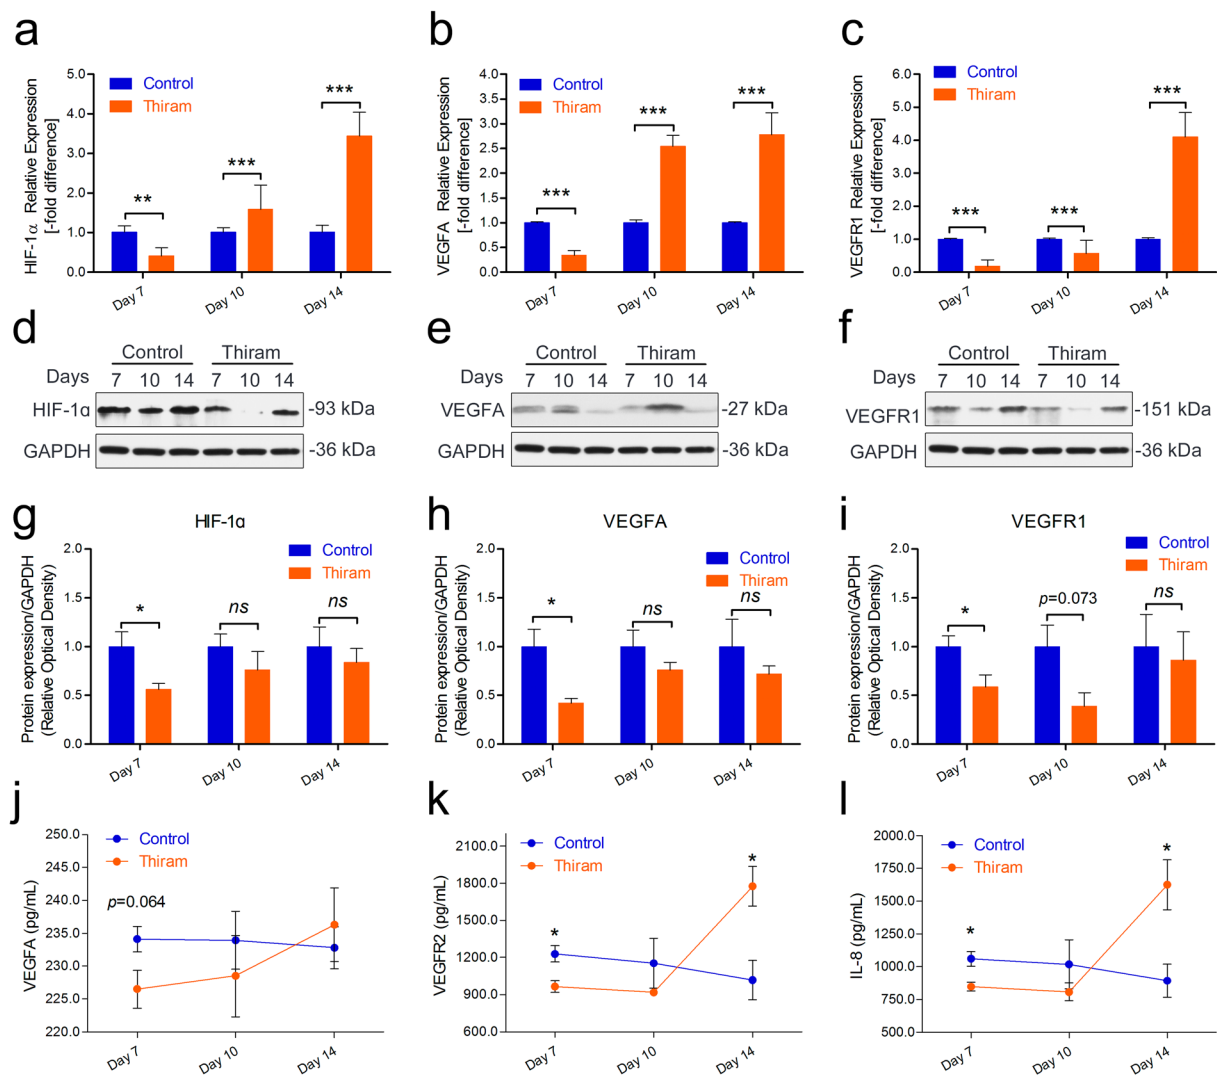 a
HIF-1α Relative Expression
[-fold difference]
5.0
4.0
3.0
2.0
1.0
0.0
Control
Thiram
**
***
***
Day 7
Day 10
Day 14
b
VEGFA Relative Expression
[-fold difference]
4.0
3.5
3.0
2.5
2.0
1.5
1.0
0.5
0.0
Control
Thiram
***
***
***
Day 7
Day 10
Day 14
c
VEGFR1 Relative Expression
[-fold difference]
6.0
5.0
4.0
3.0
2.0
1.0
0.0
Control
Thiram
***
***
***
Day 7
Day 10
Day 14
d
Control Thiram
Days 7 10 14 7 10 14
HIF-1α -93 kDa
GAPDH -36 kDa
e
Control Thiram
Days 7 10 14 7 10 14
VEGFA -27 kDa
GAPDH -36 kDa
f
Control Thiram
Days 7 10 14 7 10 14
VEGFR1 -151 kDa
GAPDH -36 kDa
g
HIF-1α
Protein expression/GAPDH
(Relative Optical Density)
2.0
1.5
1.0
0.5
0.0
Control
Thiram
*
ns
ns
Day 7
Day 10
Day 14
h
VEGFA
Protein expression/GAPDH
(Relative Optical Density)
2.0
1.5
1.0
0.5
0.0
Control
Thiram
*
ns
ns
Day 7
Day 10
Day 14
i
VEGFR1
Protein expression/GAPDH
(Relative Optical Density)
2.0
1.5
1.0
0.5
0.0
Control
Thiram
*
p=0.073
ns
Day 7
Day 10
Day 14
j
VEGFA (pg/mL)
250.0
245.0
240.0
235.0
230.0
225.0
220.0
Control
Thiram
p=0.064
Day 7
Day 10
Day 14
k
VEGFR2 (pg/mL)
2100.0
1800.0
1500.0
1200.0
900.0
600.0
Control
Thiram
*
*
Day 7
Day 10
Day 14
l
IL-8 (pg/mL)
2000.0
1750.0
1500.0
1250.0
1000.0
750.0
500.0
Control
Thiram
*
*
Day 7
Day 10
Day 14